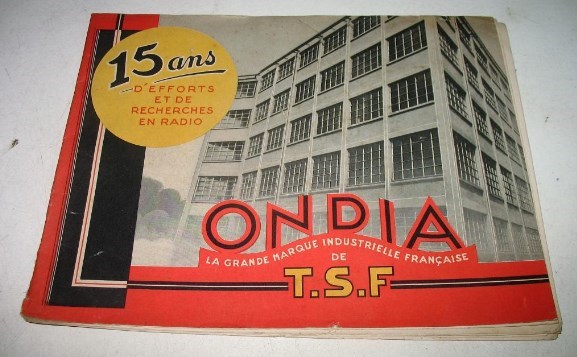 15 ans
D'EFFORTS
ET DE
RECHERCHES
EN RADIO
ONDIA
LA GRANDE MARQUE INDUSTRIELLE FRANÇAISE
DE
T.S.F